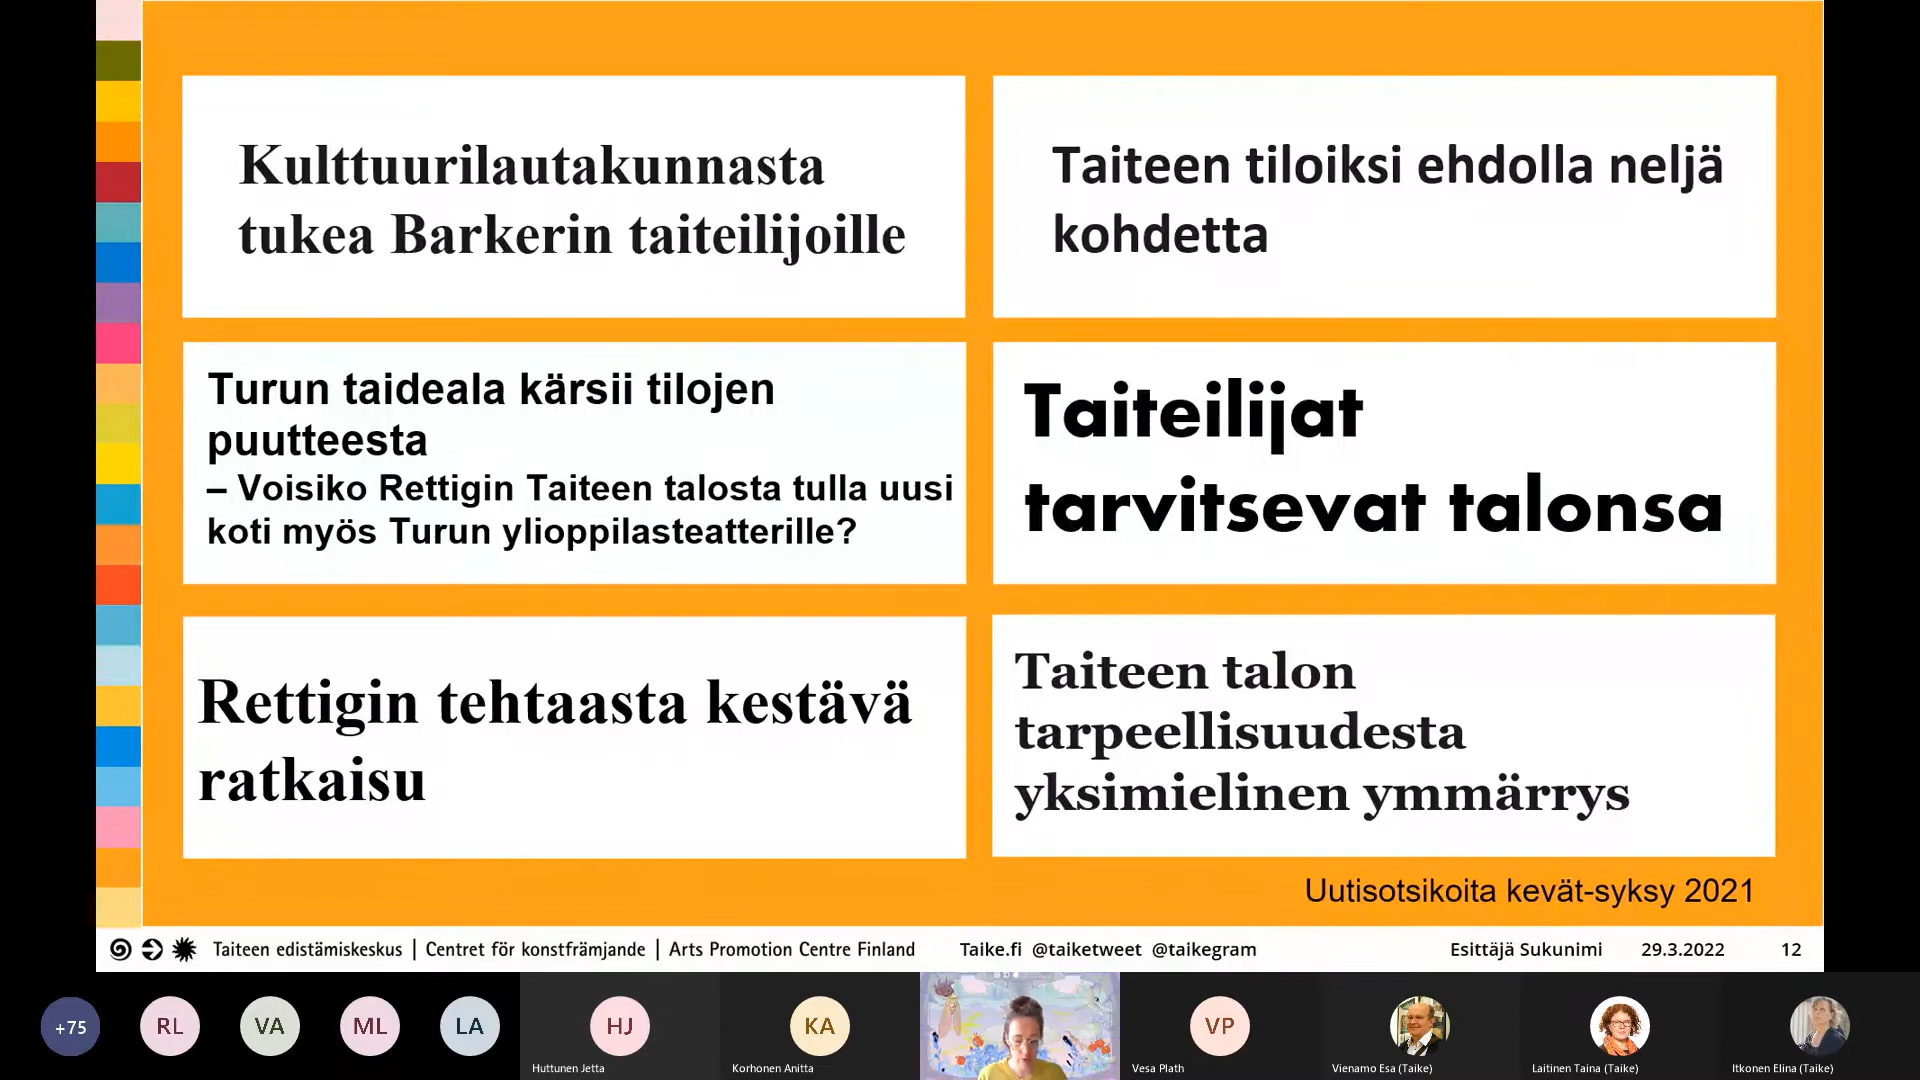 Kulttuurilautakunnasta
tukea Barkerin taiteilijoille
Taiteen tiloiksi ehdolla neljä
kohdetta
Turun taideala kärsii tilojen
puutteesta
– Voisiko Rettigin Taiteen talosta tulla uusi
koti myös Turun ylioppilasteatterille?
Taiteilijat
tarvitsevat talonsa
Rettigin tehtaasta kestävä
ratkaisu
Taiteen talon
tarpeellisuudesta
yksimielinen ymmärrys
Uutisotsikoita kevät-syksy 2021
Taiteen edistämiskeskus | Centret för konstfrämjande | Arts Promotion Centre Finland Taike.fi @taiketweet @taikegram Esittäjä Sukunimi 29.3.2022 12
+75 RL VA ML LA HJ KA VP
Huttunen Jetta Korhonen Anitta Vesa Plath Vienamo Esa (Taike) Laitinen Taina (Taike) Itkonen Elina (Taike)